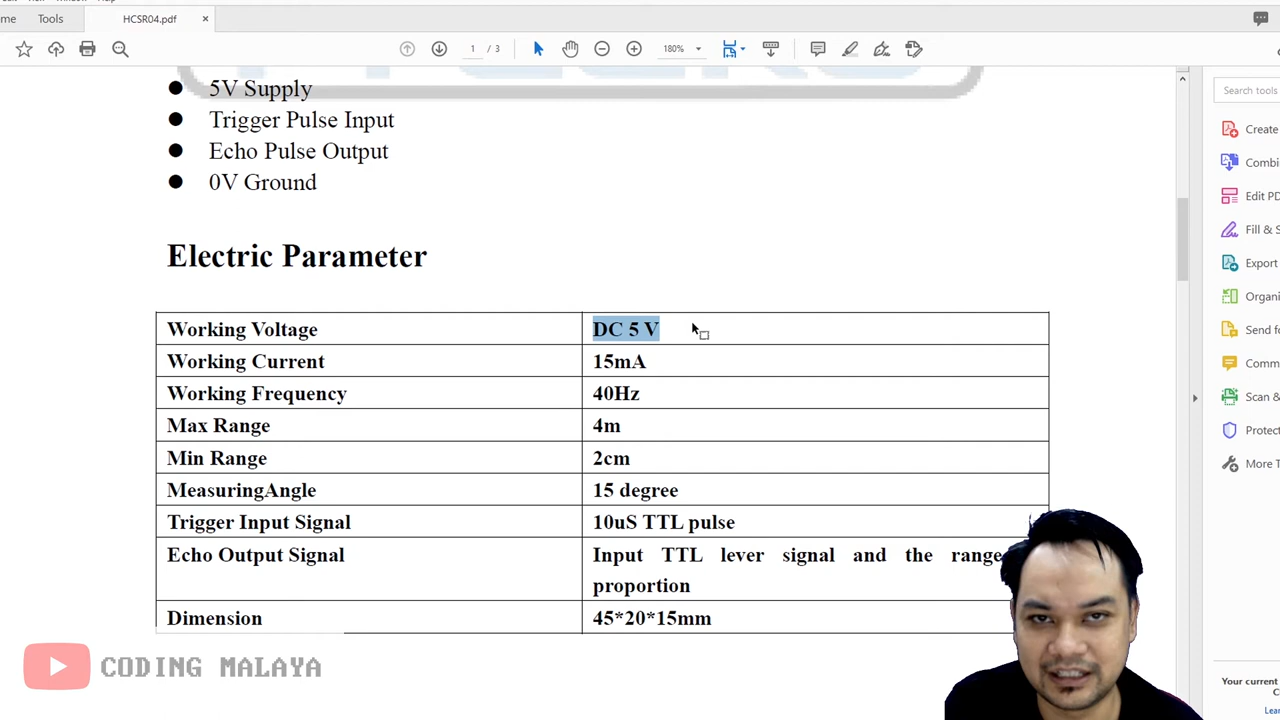 Tools
HCSR04.pdf
×
1 / 3
180%
Search tools
5V Supply
Trigger Pulse Input
Echo Pulse Output
0V Ground
Electric Parameter
Working Voltage DC 5 V
Working Current 15mA
Working Frequency 40Hz
Max Range 4m
Min Range 2cm
MeasuringAngle 15 degree
Trigger Input Signal 10uS TTL pulse
Echo Output Signal Input TTL lever signal and the range
proportion
Dimension 45*20*15mm
Create
Combi
Edit PD
Fill & S
Export
Organi
Send fo
Comm
Scan &
Protec
More T
Your current
Lear
CODING MALAYA